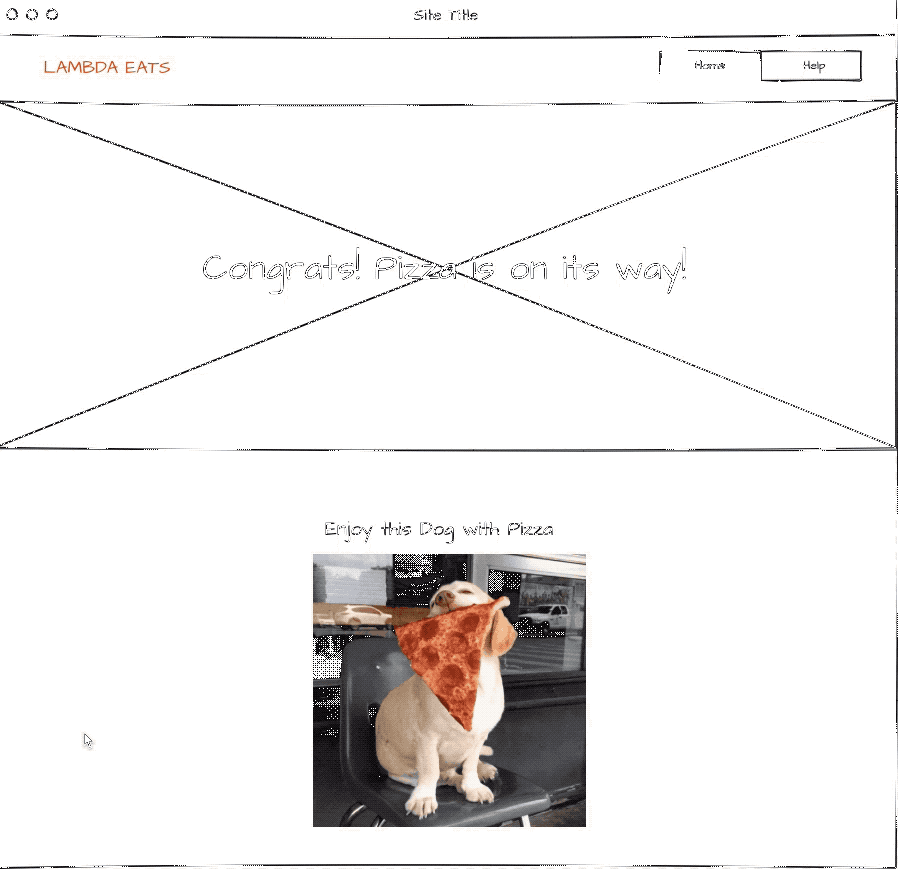 Site Title
LAMBDA EATS
Home
Help
Congrats! Pizza is on its way!
Enjoy this Dog with Pizza